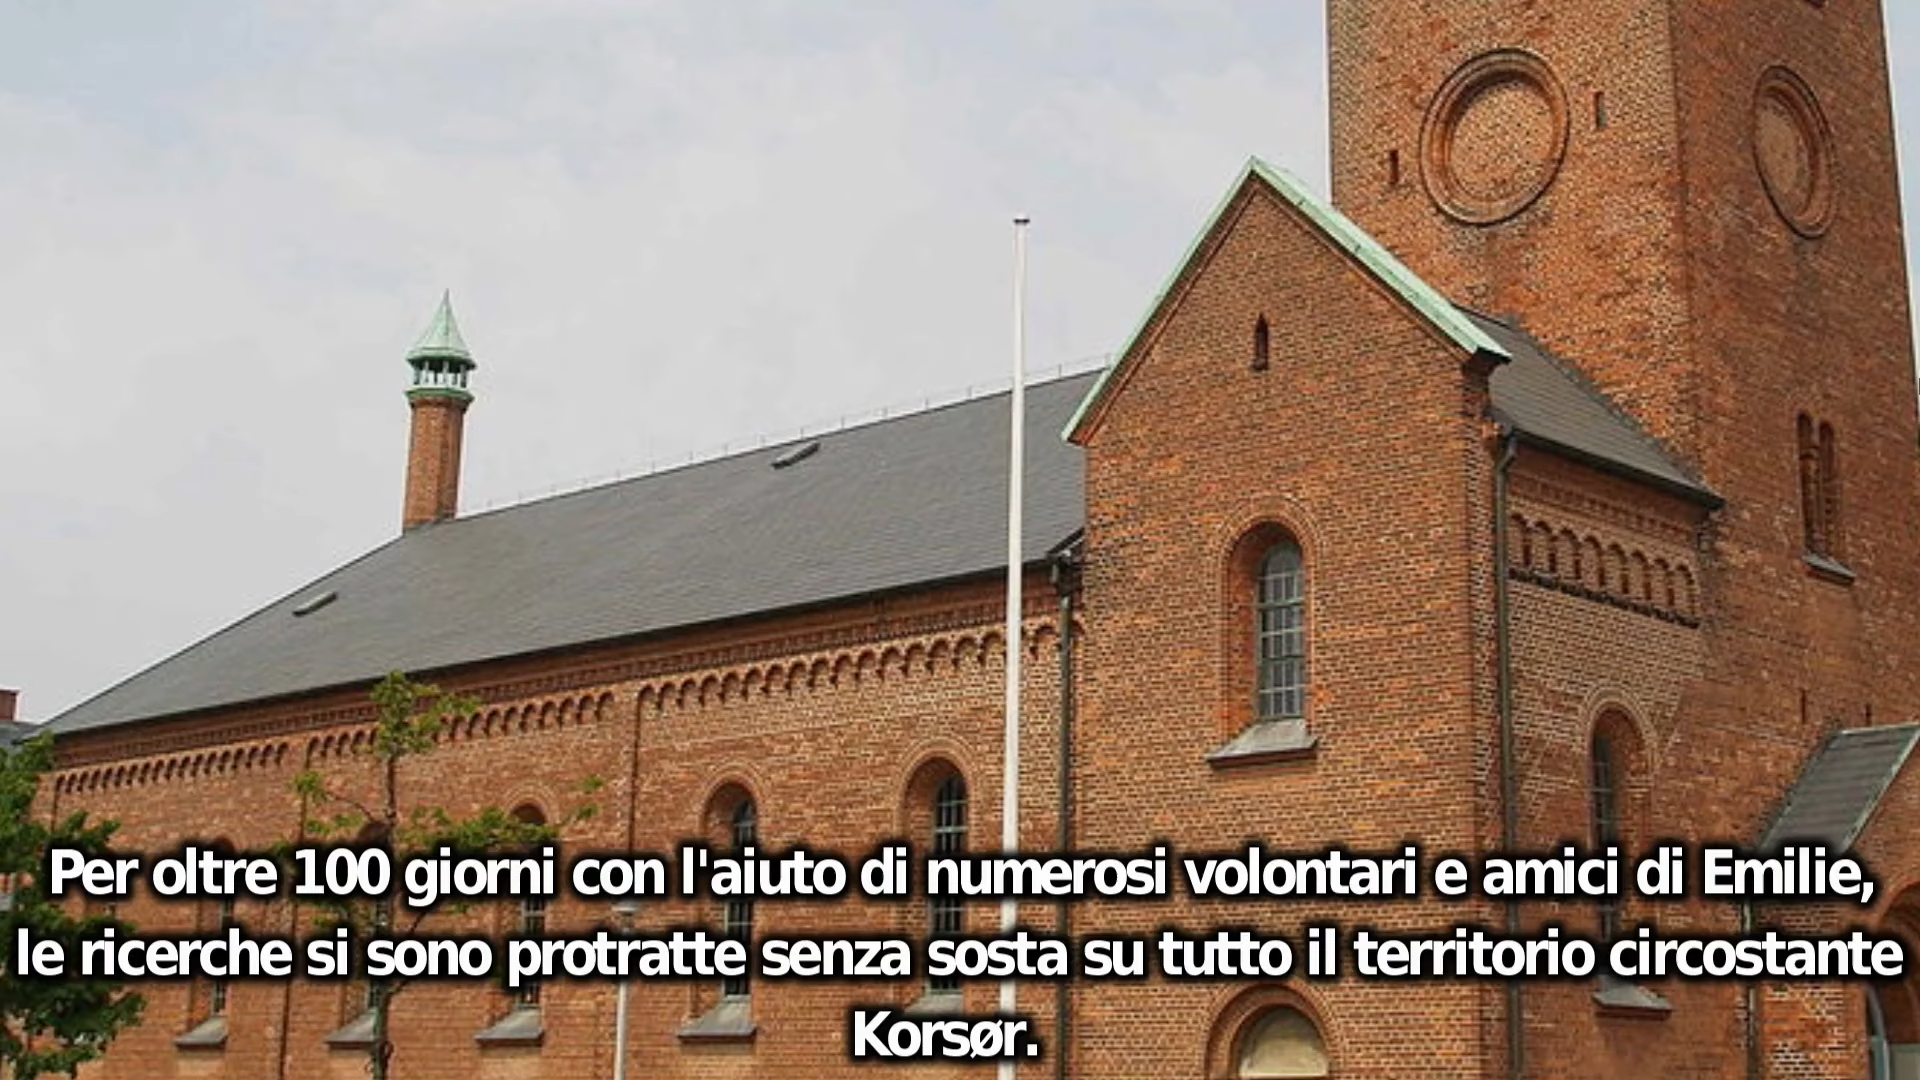 Per oltre 100 giorni con l'aiuto di numerosi volontari e amici di Emilie,
le ricerche si sono protratte senza sosta su tutto il territorio circostante
Korsør.